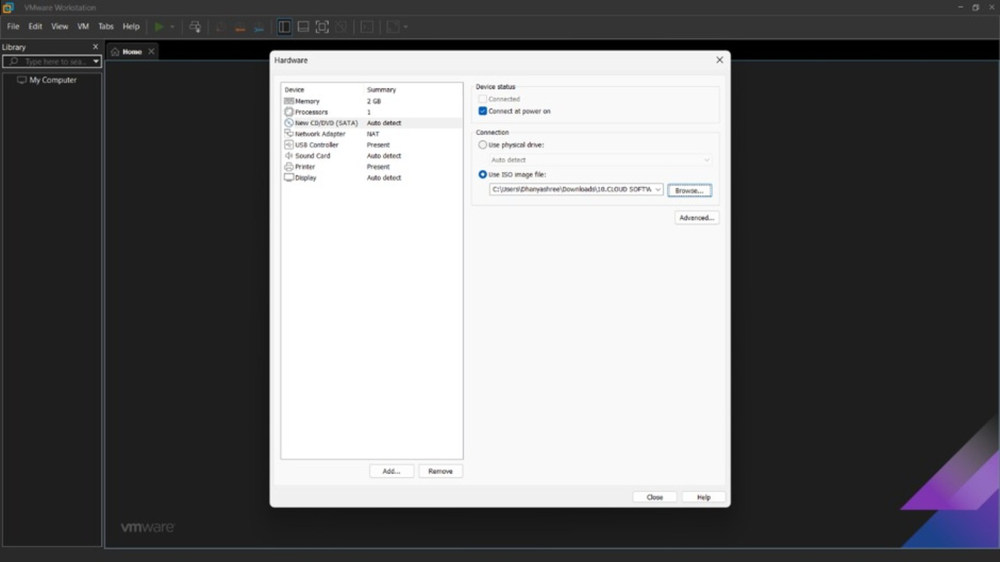 VMware Workstation
File Edit View VM Tabs Help
Library
Type here to sea...
My Computer
Home
Hardware
Device Summary
Memory 2 GB
Processors 1
New CD/DVD (SATA) Auto detect
Network Adapter NAT
USB Controller Present
Sound Card Auto detect
Printer Present
Display Auto detect
Add... Remove
Device status
Connected
Connect at power on
Connection
Use physical drive:
Auto detect
Use ISO image file:
C:\Users\Dhanyashree\Downloads\10.CLOUD SOFTW
Browse...
Advanced...
Close Help
vmware